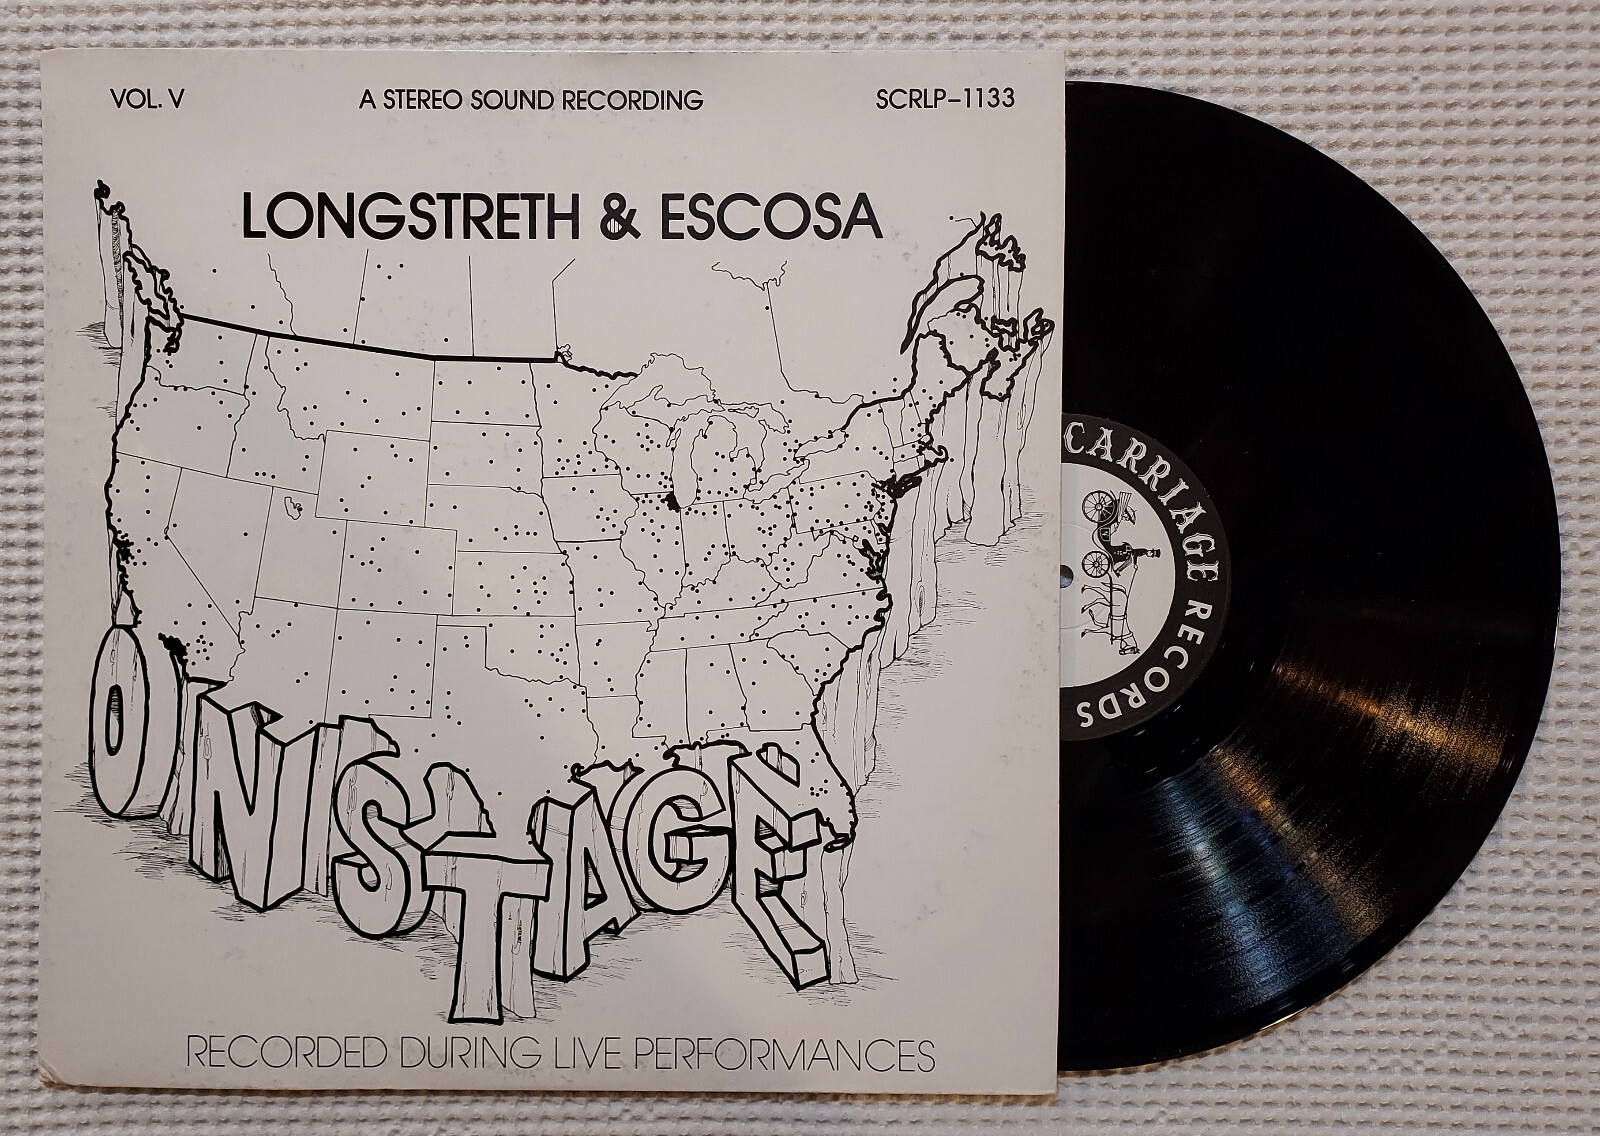 VOL. V
A STEREO SOUND RECORDING
SCRLP-1133
LONGSTRETH & ESCOSA
ON STAGE
RECORDED DURING LIVE PERFORMANCES
CARRIAGE RECORDS